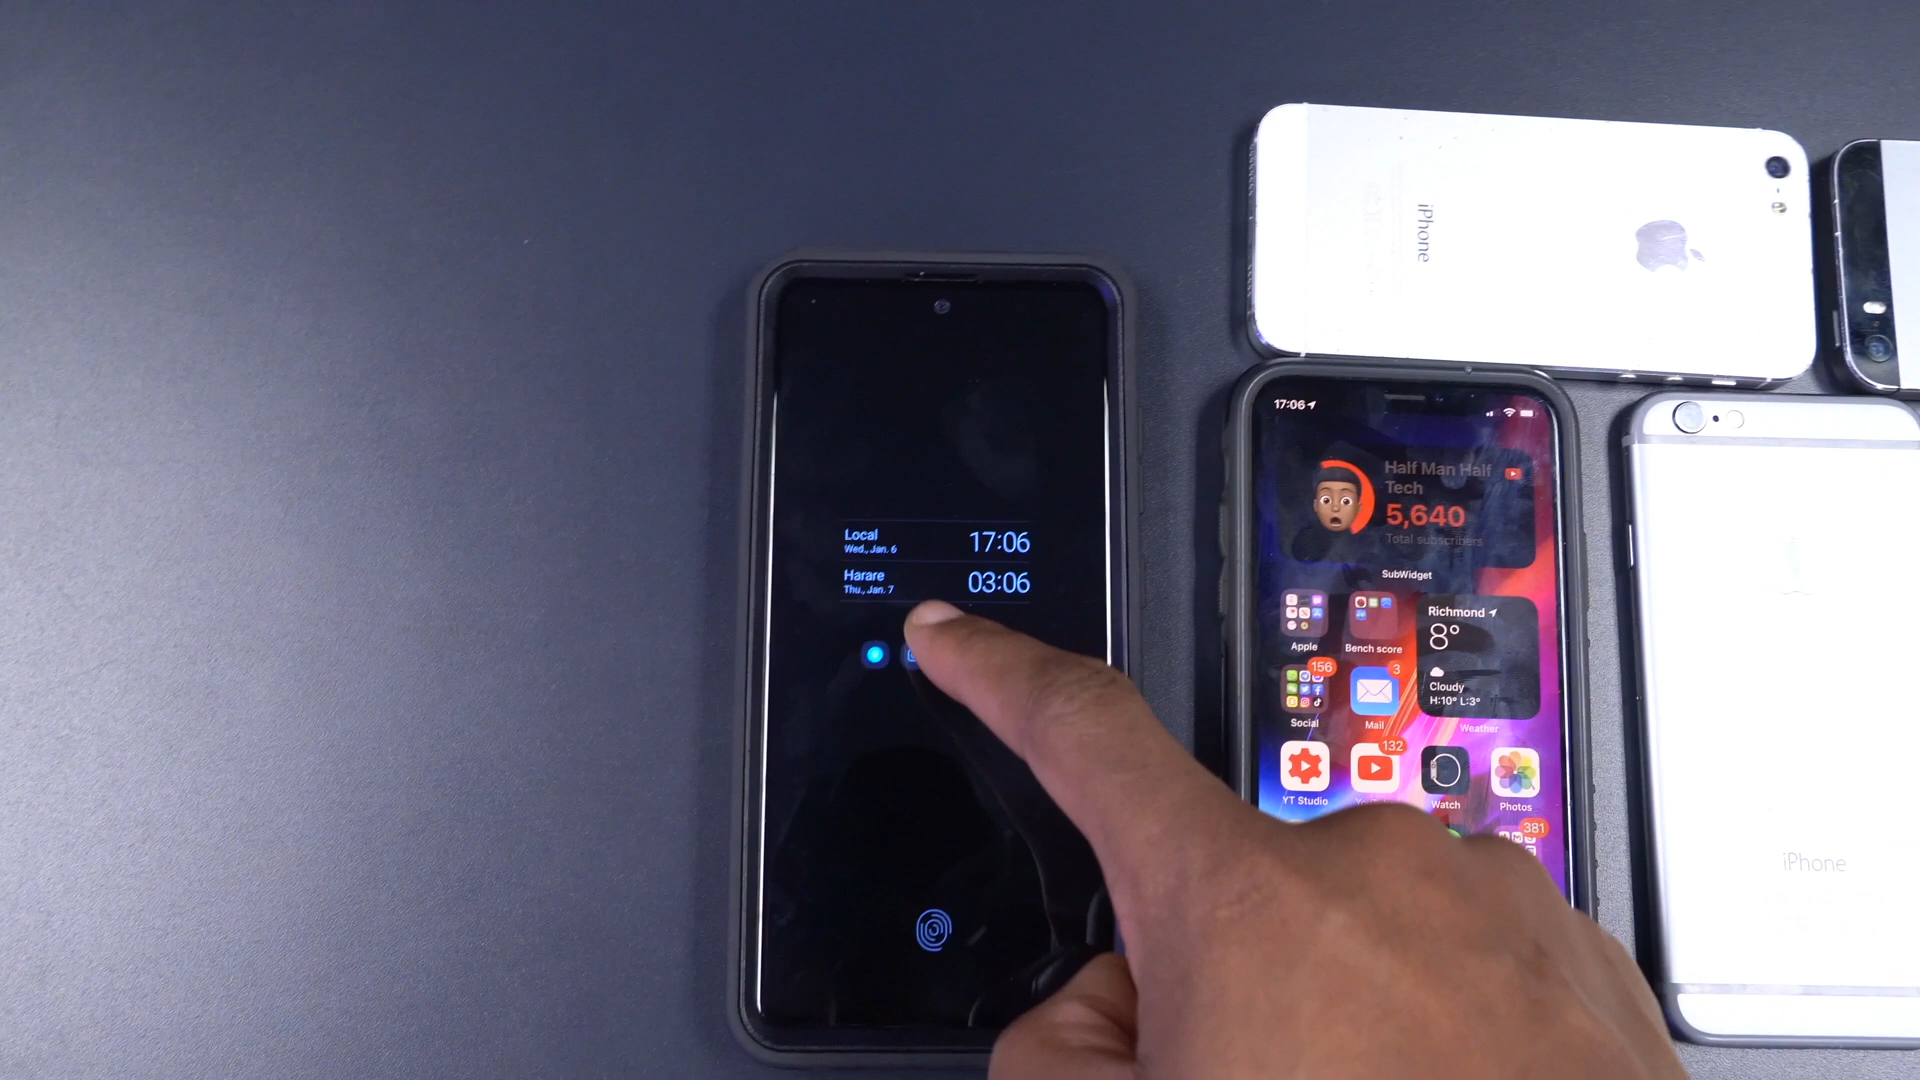 Local
Wed., Jan. 6
17:06
Harare
Thu., Jan. 7
03:06
iPhone
17:06
Half Man Half
Tech
5,640
Total subscribers
SubWidget
Richmond
8°
Cloudy
H:10° L:3°
Weather
Apple
Bench score
156
3
Social
Mail
132
YT Studio
Watch
Photos
381
iPhone